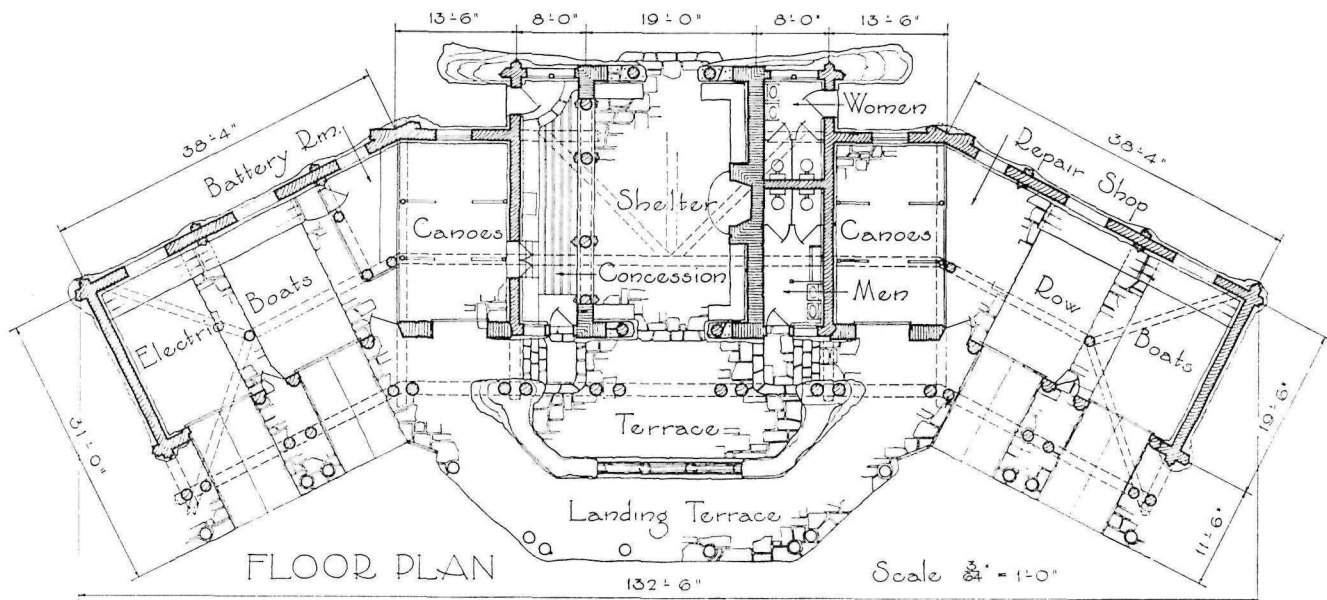 13'-6" 8'-0" 19'-0" 8'-0" 13'-6"
38'-4"
38'-4"
Women
Battery Rm.
Repair Shop
Shelter
Canoes
Canoes
Concession
Men
Electric Boats
Row Boats
31'-0"
19'-6"
11'-6"
Terrace
Landing Terrace
FLOOR PLAN
Scale 3/64" = 1'-0"
132'-6"